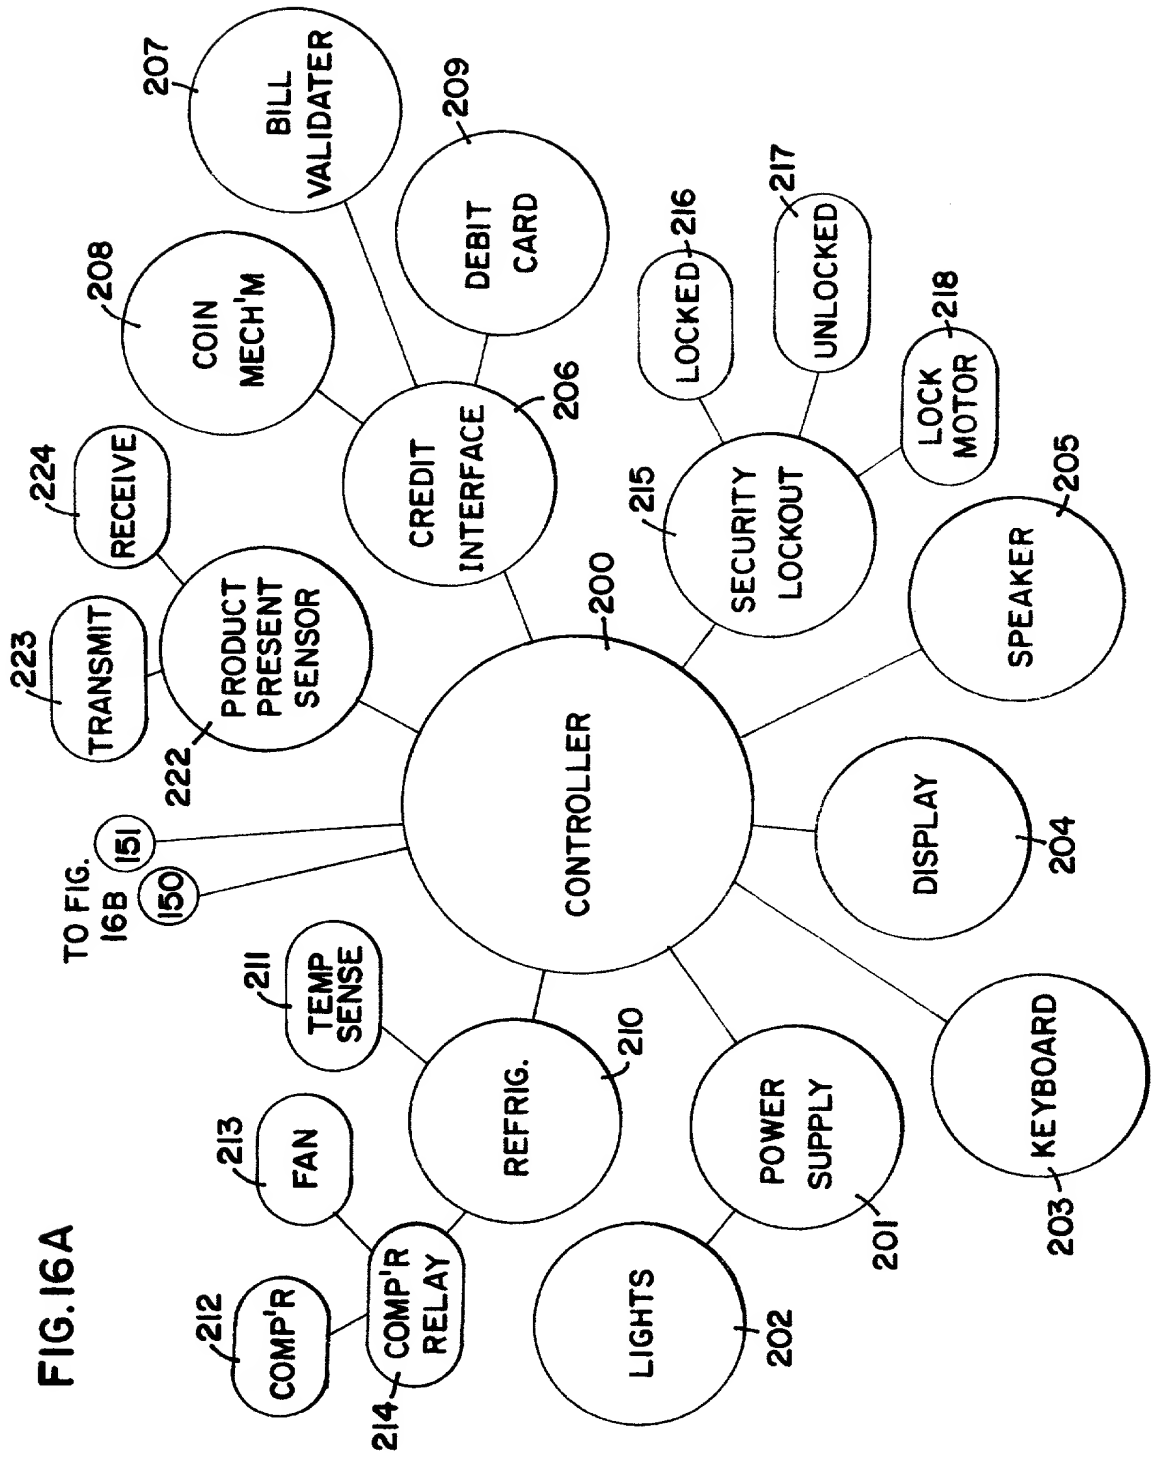 FIG.16A
TO FIG.
16B
150
151
223
TRANSMIT
224
RECEIVE
222
PRODUCT
PRESENT
SENSOR
208
COIN
MECH'M
207
BILL
VALIDATER
209
DEBIT
CARD
CREDIT
INTERFACE
206
212
COMP'R
213
FAN
211
TEMP
SENSE
214
COMP'R
RELAY
REFRIG.
210
CONTROLLER
200
215
SECURITY
LOCKOUT
LOCKED
216
UNLOCKED
217
LOCK
MOTOR
218
LIGHTS
202
POWER
SUPPLY
201
KEYBOARD
203
DISPLAY
204
SPEAKER
205